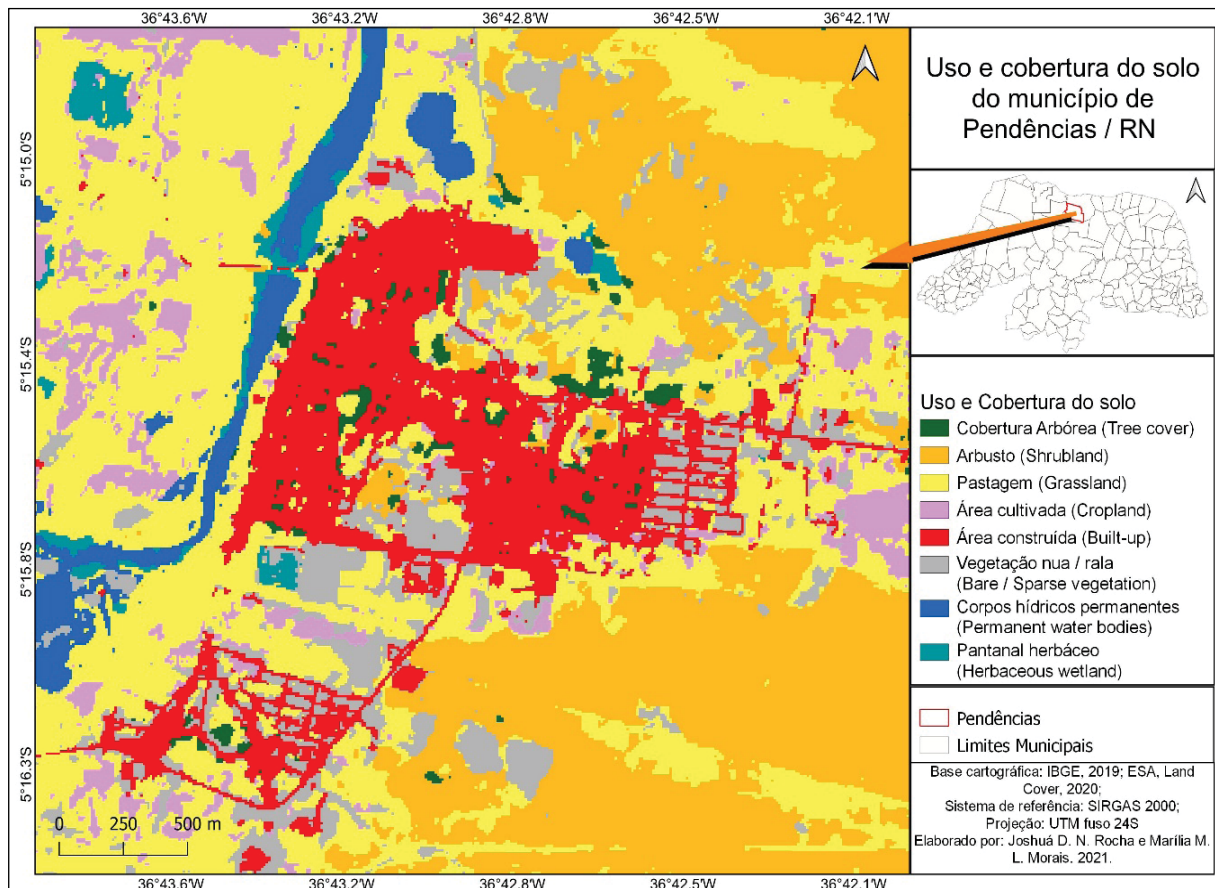 36°43.6'W 36°43.2'W 36°42.8'W 36°42.5'W 36°42.1'W
5°15.0'S
5°15.4'S
5°15.8'S
5°16.3'S
0 250 500 m
36°43.6'W 36°43.2'W 36°42.8'W 36°42.5'W 36°42.1'W
Uso e cobertura do solo
do município de
Pendências / RN
Uso e Cobertura do solo
Cobertura Arbórea (Tree cover)
Arbusto (Shrubland)
Pastagem (Grassland)
Área cultivada (Cropland)
Área construída (Built-up)
Vegetação nua / rala
(Bare / Sparse vegetation)
Corpos hídricos permanentes
(Permanent water bodies)
Pantanal herbáceo
(Herbaceous wetland)
Pendências
Limites Municipais
Base cartográfica: IBGE, 2019; ESA, Land
Cover, 2020;
Sistema de referência: SIRGAS 2000;
Projeção: UTM fuso 24S
Elaborado por: Joshuá D. N. Rocha e Marília M.
L. Morais. 2021.